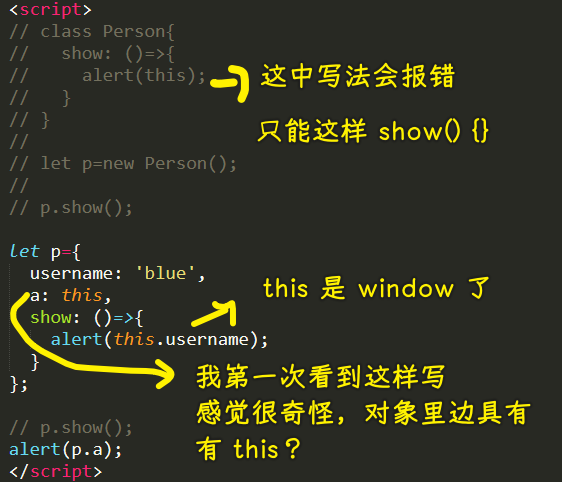 <script>
// class Person{
//   show: ()=>{
//     alert(this);
//   }
// }
//
// let p=new Person();
//
// p.show();
这中写法会报错
只能这样 show() {}
let p={
  username: 'blue',
  a: this,
  show: ()=>{
    alert(this.username);
  }
};
this 是 window 了
我第一次看到这样写
感觉很奇怪，对象里边具有
有 this？
// p.show();
alert(p.a);
</script>